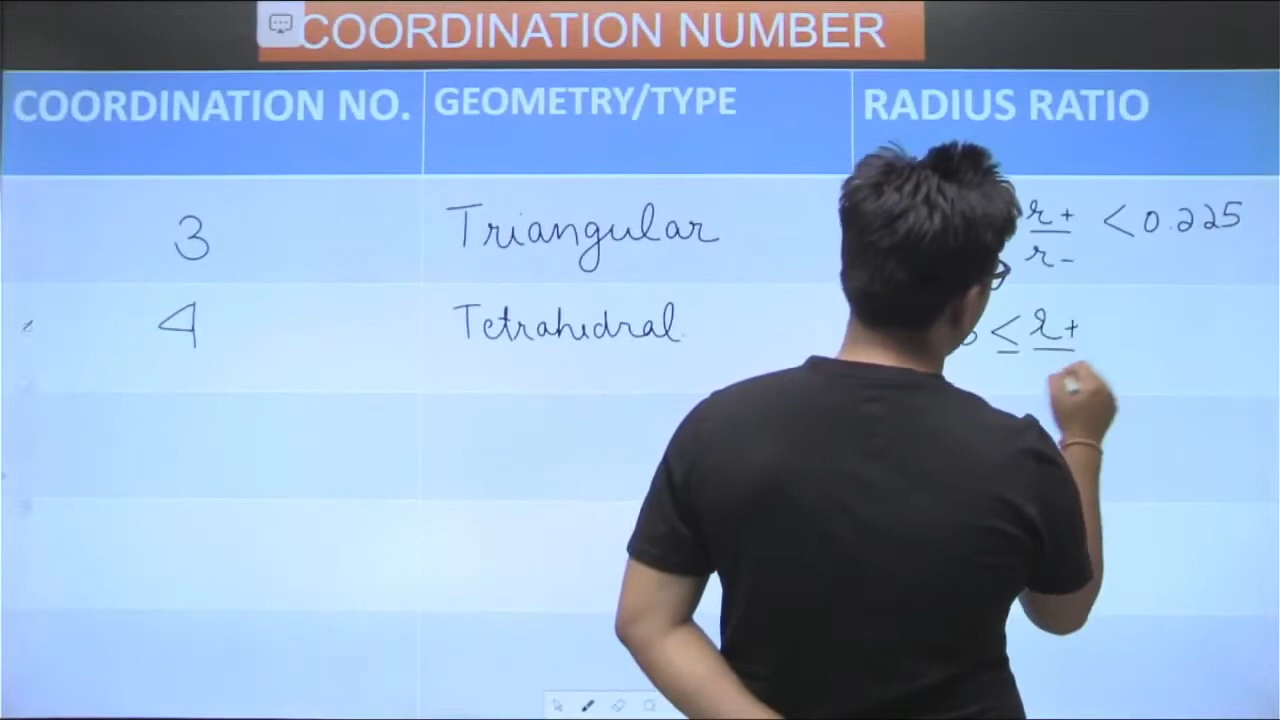 COORDINATION NUMBER
COORDINATION NO. GEOMETRY/TYPE RADIUS RATIO
3 Triangular r+/r- <0.225
4 Tetrahedral ≤ r+